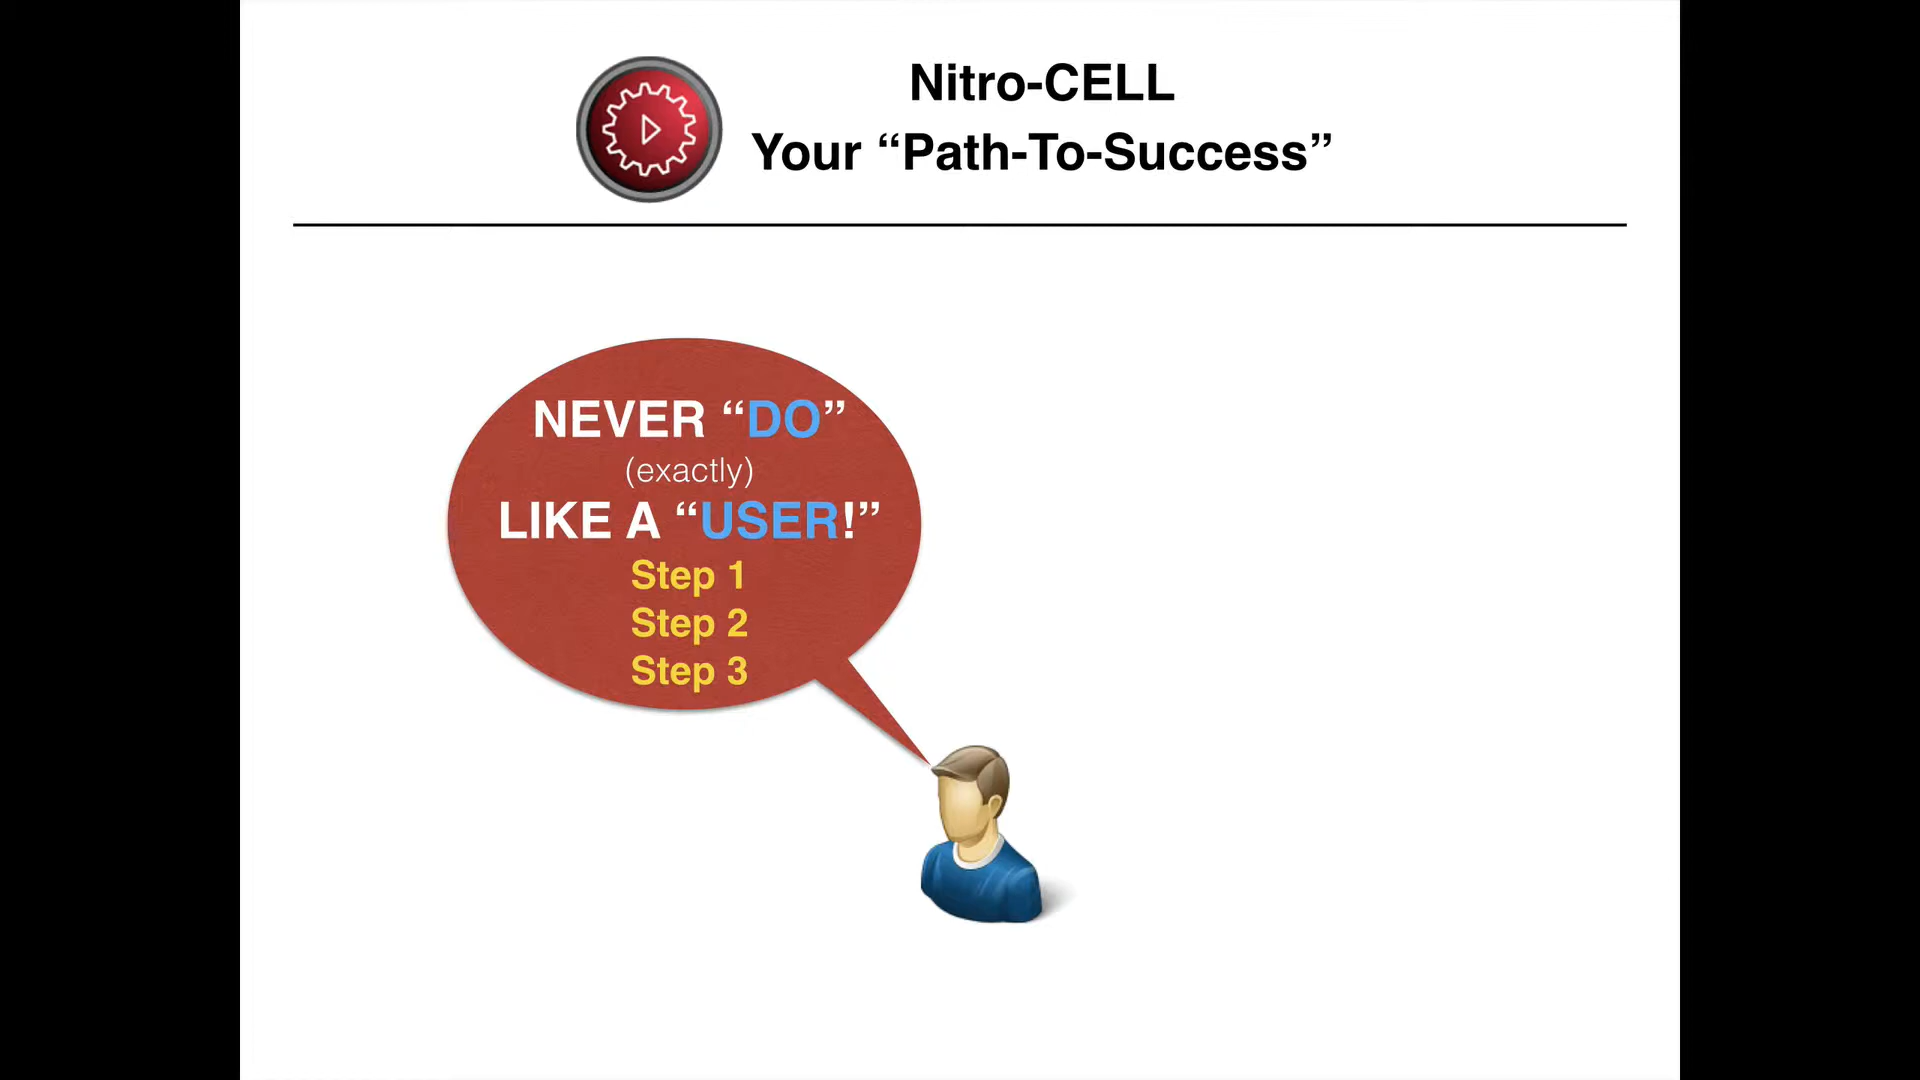 Nitro-CELL
Your “Path-To-Success”
NEVER “DO”
(exactly)
LIKE A “USER!”
Step 1
Step 2
Step 3